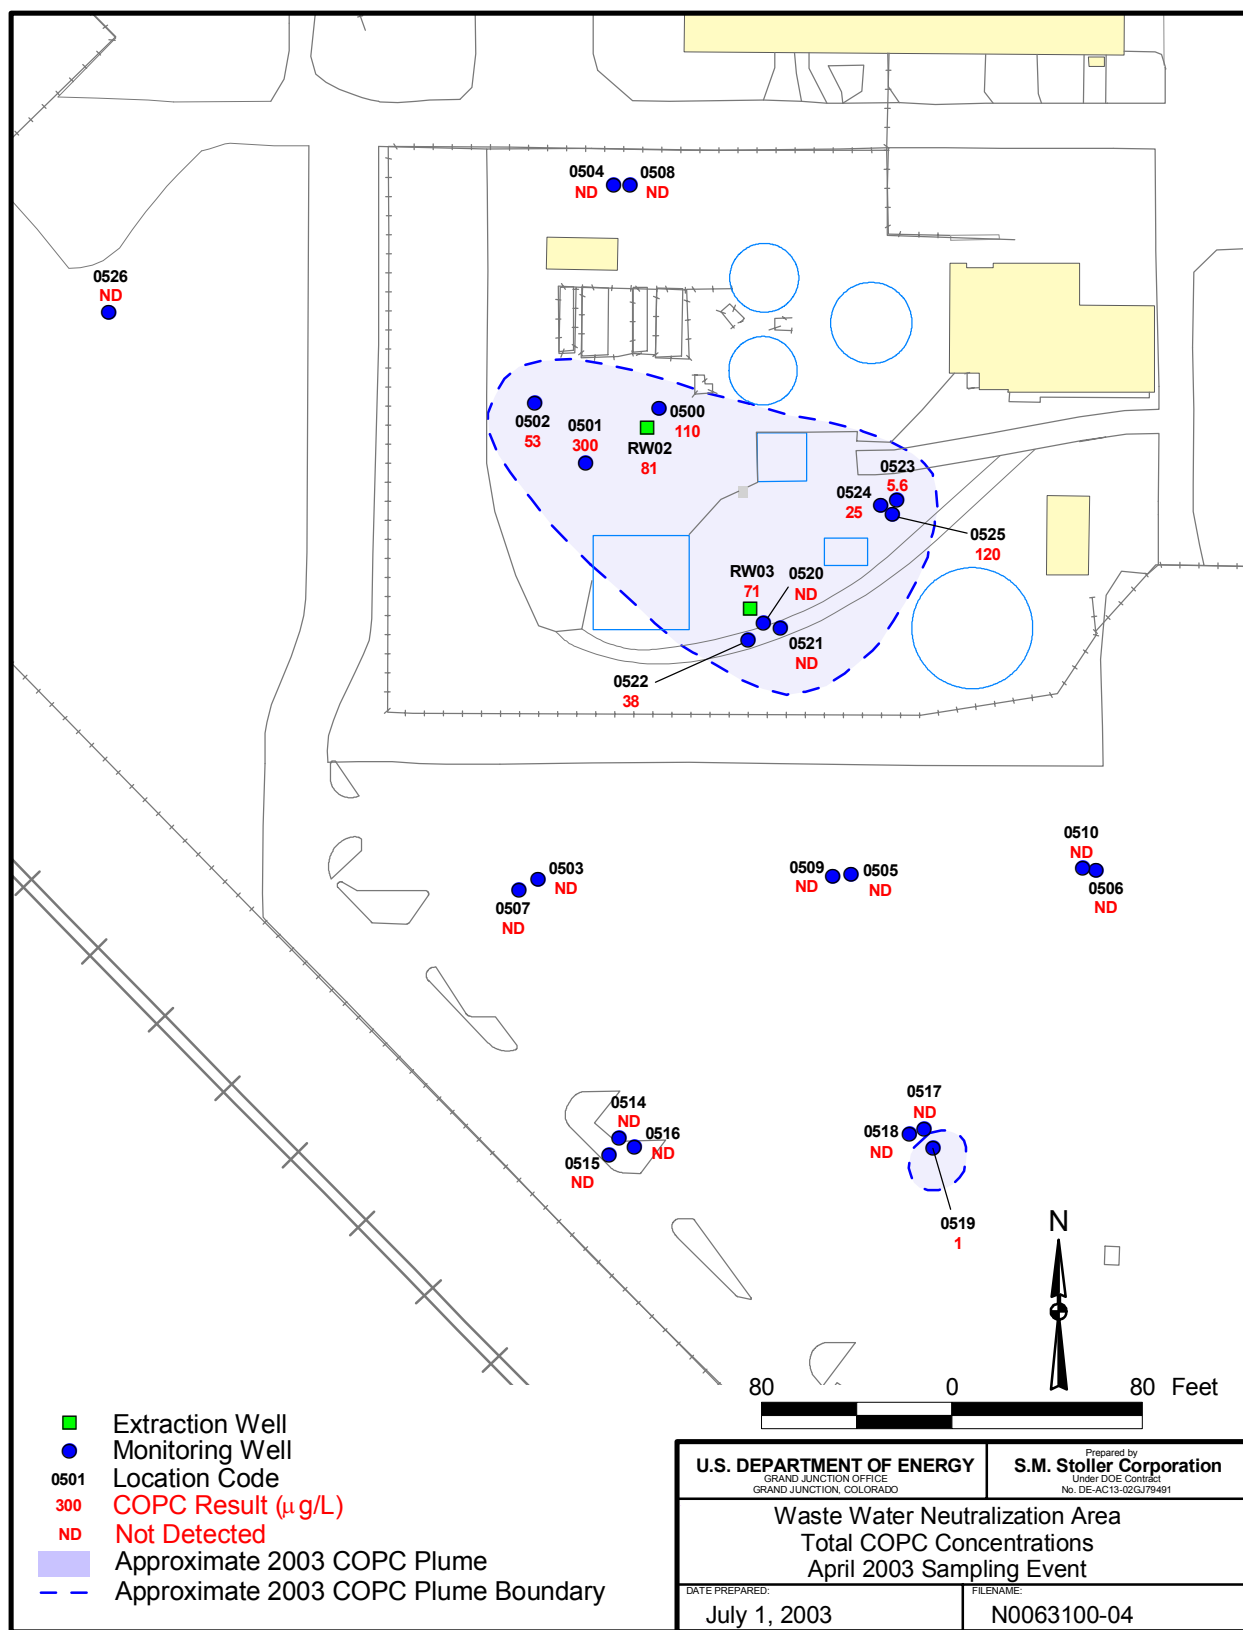 0504
0508
ND
ND
0526
ND
0502
53
0501
300
0500
110
RW02
81
0523
5.6
0524
25
0525
120
RW03
71
0520
ND
0521
ND
0522
38
0510
ND
0506
ND
0503
ND
0507
ND
0509
ND
0505
ND
0517
ND
0518
ND
0514
ND
0516
ND
0515
ND
0519
1
N
80 0 80 Feet
Extraction Well
Monitoring Well
0501 Location Code
300 COPC Result (μg/L)
ND Not Detected
Approximate 2003 COPC Plume
Approximate 2003 COPC Plume Boundary
U.S. DEPARTMENT OF ENERGY
GRAND JUNCTION OFFICE
GRAND JUNCTION, COLORADO
Prepared by
S.M. Stoller Corporation
Under DOE Contract
No. DE-AC13-02GJ79491
Waste Water Neutralization Area
Total COPC Concentrations
April 2003 Sampling Event
DATE PREPARED:
July 1, 2003
FILENAME:
N0063100-04